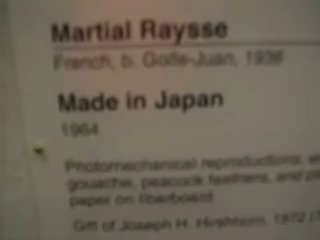 Martial Raysse
French, b. Golfe-Juan, 1936
Made in Japan
1964
Photomechanical reproductions,
gouache, peacock feathers, and
paper on fiberboard
Gift of Joseph H. Hirshhorn, 1972